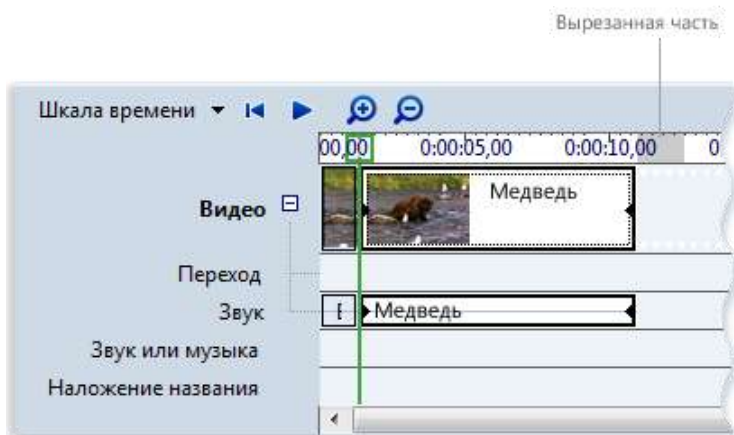 Вырезанная часть
Шкала времени
00,00 0:00:05,00 0:00:10,00 0
Видео
Медведь
Переход
Звук
Медведь
Звук или музыка
Наложение названия